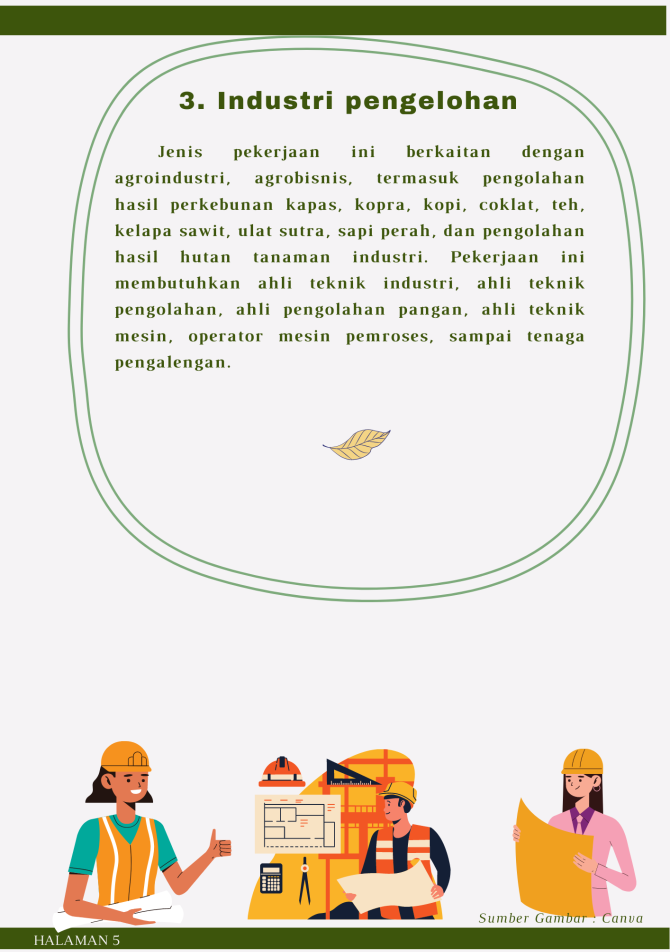 3. Industri pengelohan
Jenis pekerjaan ini berkaitan dengan
agroindustri, agrobisnis, termasuk pengolahan
hasil perkebunan kapas, kopra, kopi, coklat, teh,
kelapa sawit, ulat sutra, sapi perah, dan pengolahan
hasil hutan tanaman industri. Pekerjaan ini
membutuhkan ahli teknik industri, ahli teknik
pengolahan, ahli pengolahan pangan, ahli teknik
mesin, operator mesin pemroses, sampai tenaga
pengalengan.
Sumber Gambar : Canva
HALAMAN 5